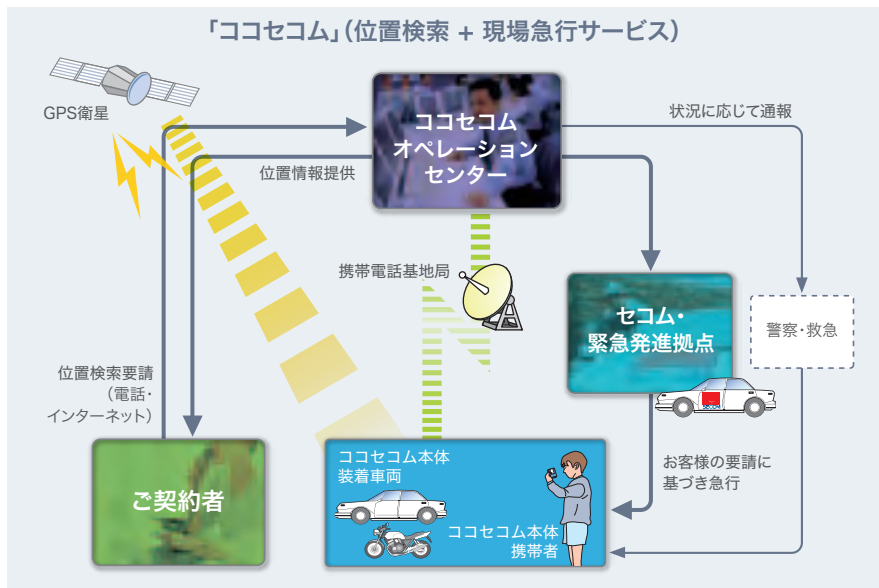 「ココセコム」（位置検索 + 現場急行サービス）
GPS衛星
ココセコム
オペレーション
センター
状況に応じて通報
位置情報提供
携帯電話基地局
セコム・
緊急発進拠点
警察・救急
位置検索要請
（電話・
インターネット）
ご契約者
ココセコム本体
装着車両
ココセコム本体
携帯者
お客様の要請に
基づき急行